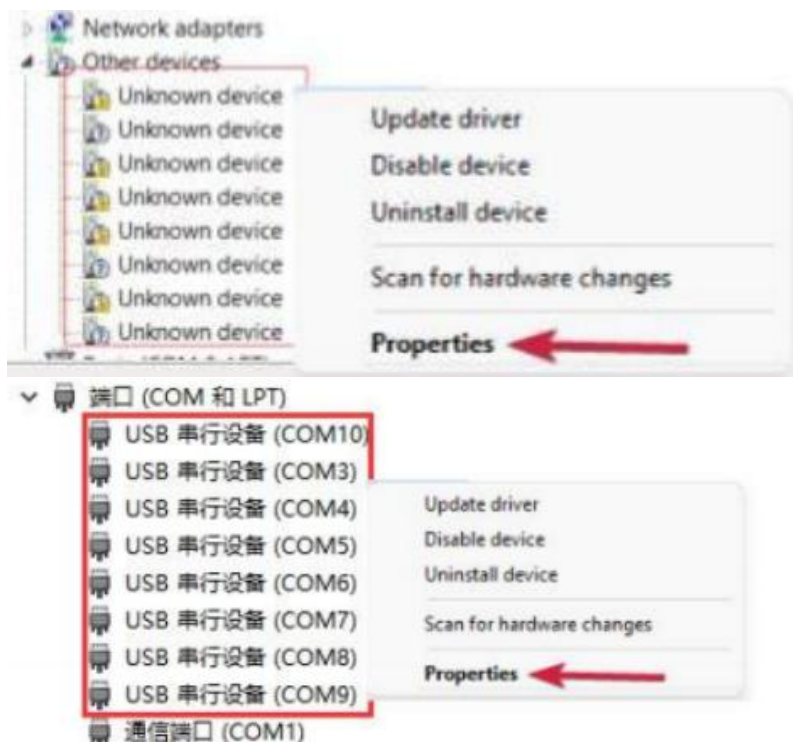 Network adapters
Other devices
Unknown device
Unknown device
Unknown device
Unknown device
Unknown device
Unknown device
Unknown device
Unknown device
Update driver
Disable device
Uninstall device
Scan for hardware changes
Properties
端口 (COM 和 LPT)
USB 串行设备 (COM10)
USB 串行设备 (COM3)
USB 串行设备 (COM4)
USB 串行设备 (COM5)
USB 串行设备 (COM6)
USB 串行设备 (COM7)
USB 串行设备 (COM8)
USB 串行设备 (COM9)
通信端口 (COM1)
Update driver
Disable device
Uninstall device
Scan for hardware changes
Properties